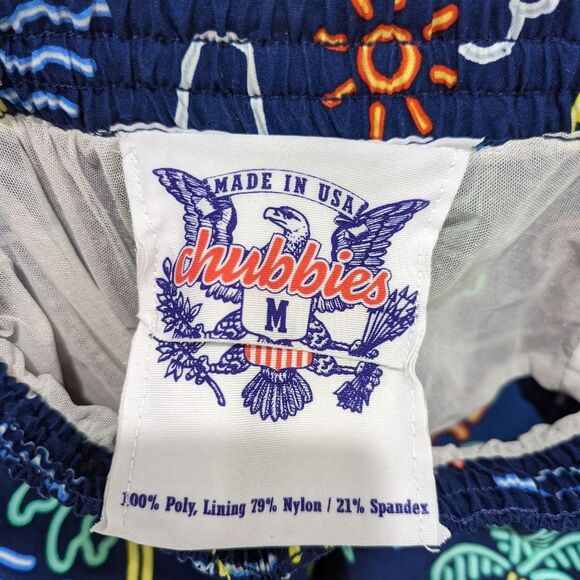 MADE IN USA
chubbies
M
100% Poly, Lining 79% Nylon / 21% Spandex